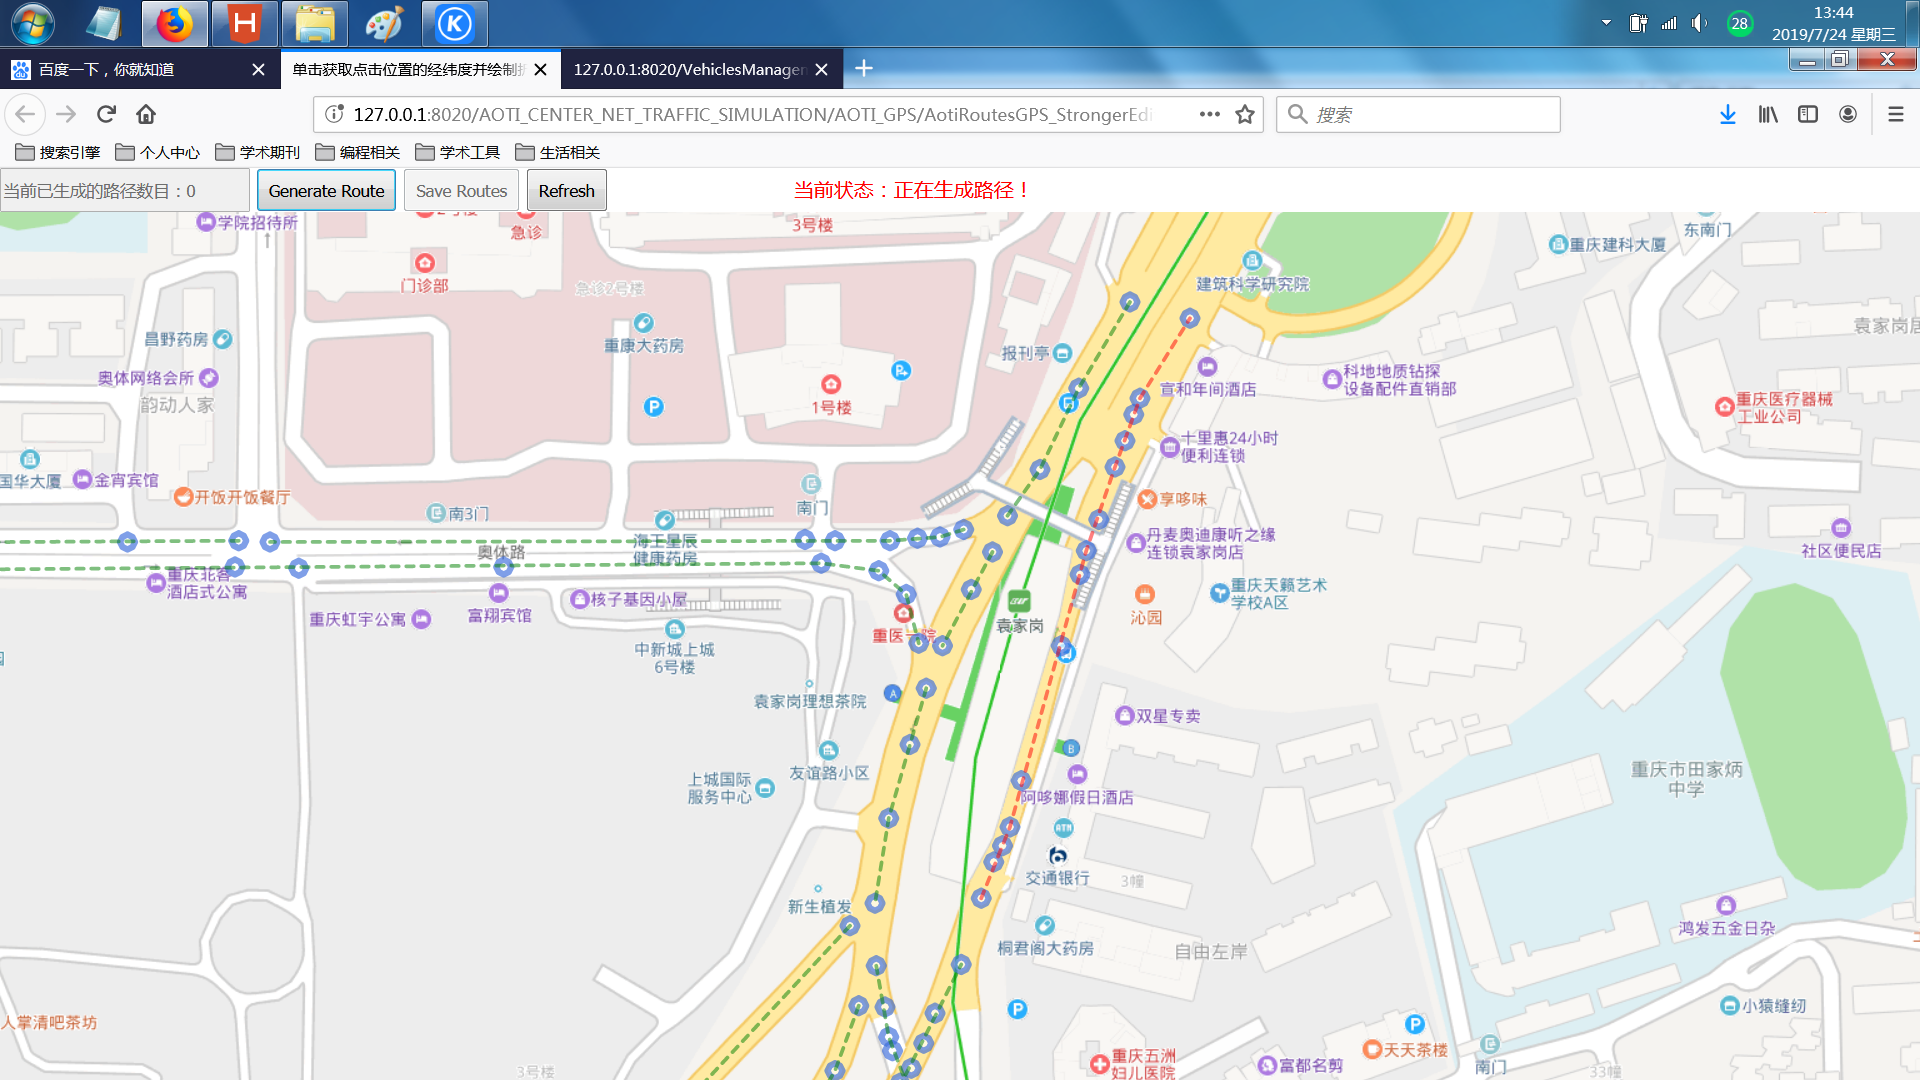 13:44
28
2019/7/24 星期三
百度一下，你就知道
单击获取点击位置的经纬度并绘制折
127.0.0.1:8020/VehiclesManagem
127.0.0.1:8020/AOTI_CENTER_NET_TRAFFIC_SIMULATION/AOTI_GPS/AotiRoutesGPS_StrongerEdi
搜索
搜索引擎
个人中心
学术期刊
编程相关
学术工具
生活相关
当前已生成的路径数目：0
Generate Route
Save Routes
Refresh
当前状态：正在生成路径！
学院招待所
急诊
3号楼
东南门
重庆建科大厦
门诊部
急诊2号楼
建筑科学研究院
昌野药房
重康大药房
报刊亭
袁家岗居
奥体网络会所
韵动人家
1号楼
宣和年间酒店
科地地质钻探
设备配件直销部
重庆医疗器械
工业公司
十里惠24小时
便利连锁
国华大厦
金宵宾馆
开饭开饭餐厅
南3门
南门
享哆味
丹麦奥迪康听之缘
连锁袁家岗店
社区便民店
奥体路
海王星辰
健康药房
重庆北客
酒店式公寓
核子基因小屋
富翔宾馆
重庆虹宇公寓
重医一院
袁家岗
沁园
重庆天籁艺术
学校A区
中新城上城
6号楼
袁家岗理想茶院
A
双星专卖
B
友谊路小区
上城国际
服务中心
阿哆娜假日酒店
ATM
重庆市田家炳
中学
交通银行
3幢
新生植发
桐君阁大药房
自由左岸
鸿发五金日杂
小猿缝纫
人掌清吧茶坊
3号楼
重庆五洲
妇儿医院
富都名剪
天天茶楼
南门
33幢